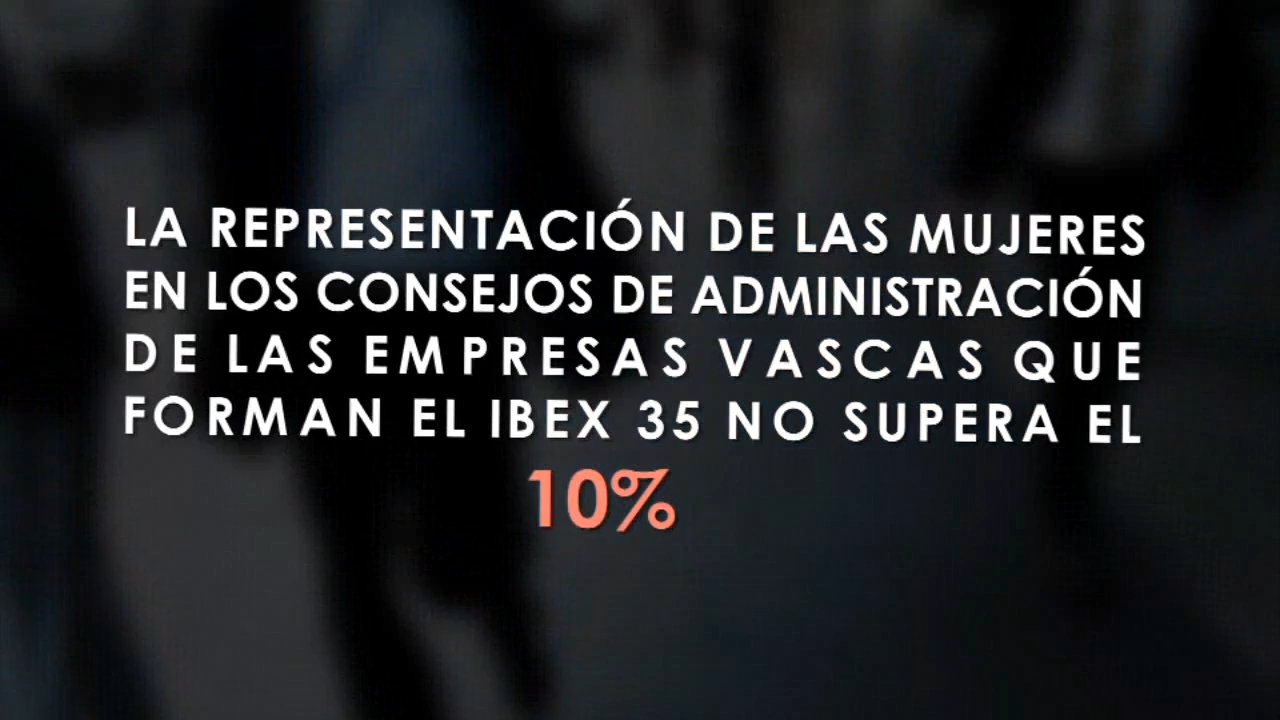 LA REPRESENTACIÓN DE LAS MUJERES
EN LOS CONSEJOS DE ADMINISTRACIÓN
DE LAS EMPRESAS VASCAS QUE
FORMAN EL IBEX 35 NO SUPERA EL
10%